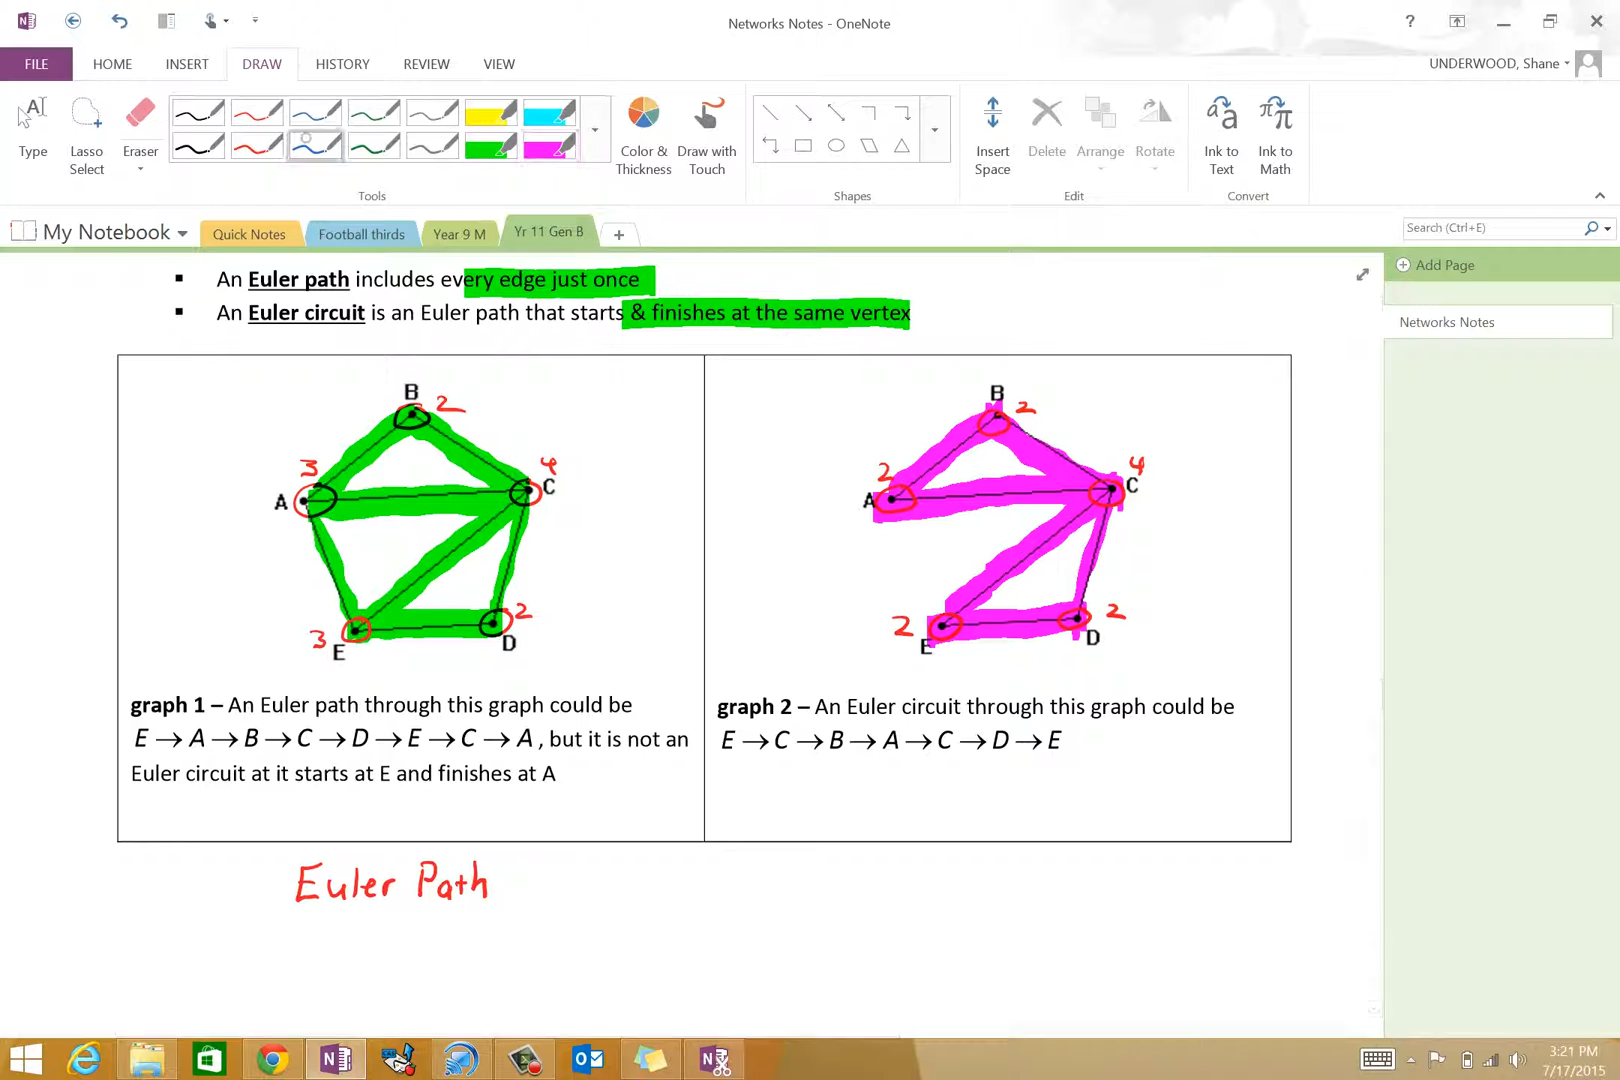 Networks Notes - OneNote
?
FILE HOME INSERT DRAW HISTORY REVIEW VIEW
UNDERWOOD, Shane
Type Lasso Select Eraser Color & Thickness Draw with Touch Insert Space Delete Arrange Rotate Ink to Text Ink to Math
Tools Shapes Edit Convert
My Notebook Quick Notes Football thirds Year 9 M Yr 11 Gen B
Search (Ctrl+E)
Add Page
Networks Notes
▪ An Euler path includes every edge just once
▪ An Euler circuit is an Euler path that starts & finishes at the same vertex
B 2
3 4
A C
2
3 E D
B 2
2 4
A C
2 2
E D
graph 1 – An Euler path through this graph could be
E → A → B → C → D → E → C → A , but it is not an
Euler circuit at it starts at E and finishes at A
graph 2 – An Euler circuit through this graph could be
E → C → B → A → C → D → E
Euler Path
3:21 PM
7/17/2015